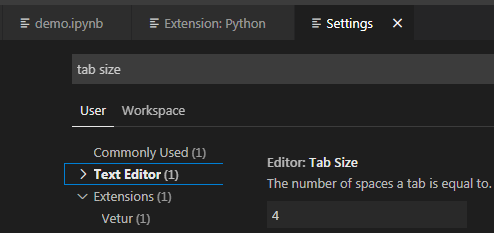 demo.ipynb Extension: Python Settings
tab size
User Workspace
Commonly Used (1)
Text Editor (1)
Extensions (1)
Vetur (1)
Editor: Tab Size
The number of spaces a tab is equal to.
4